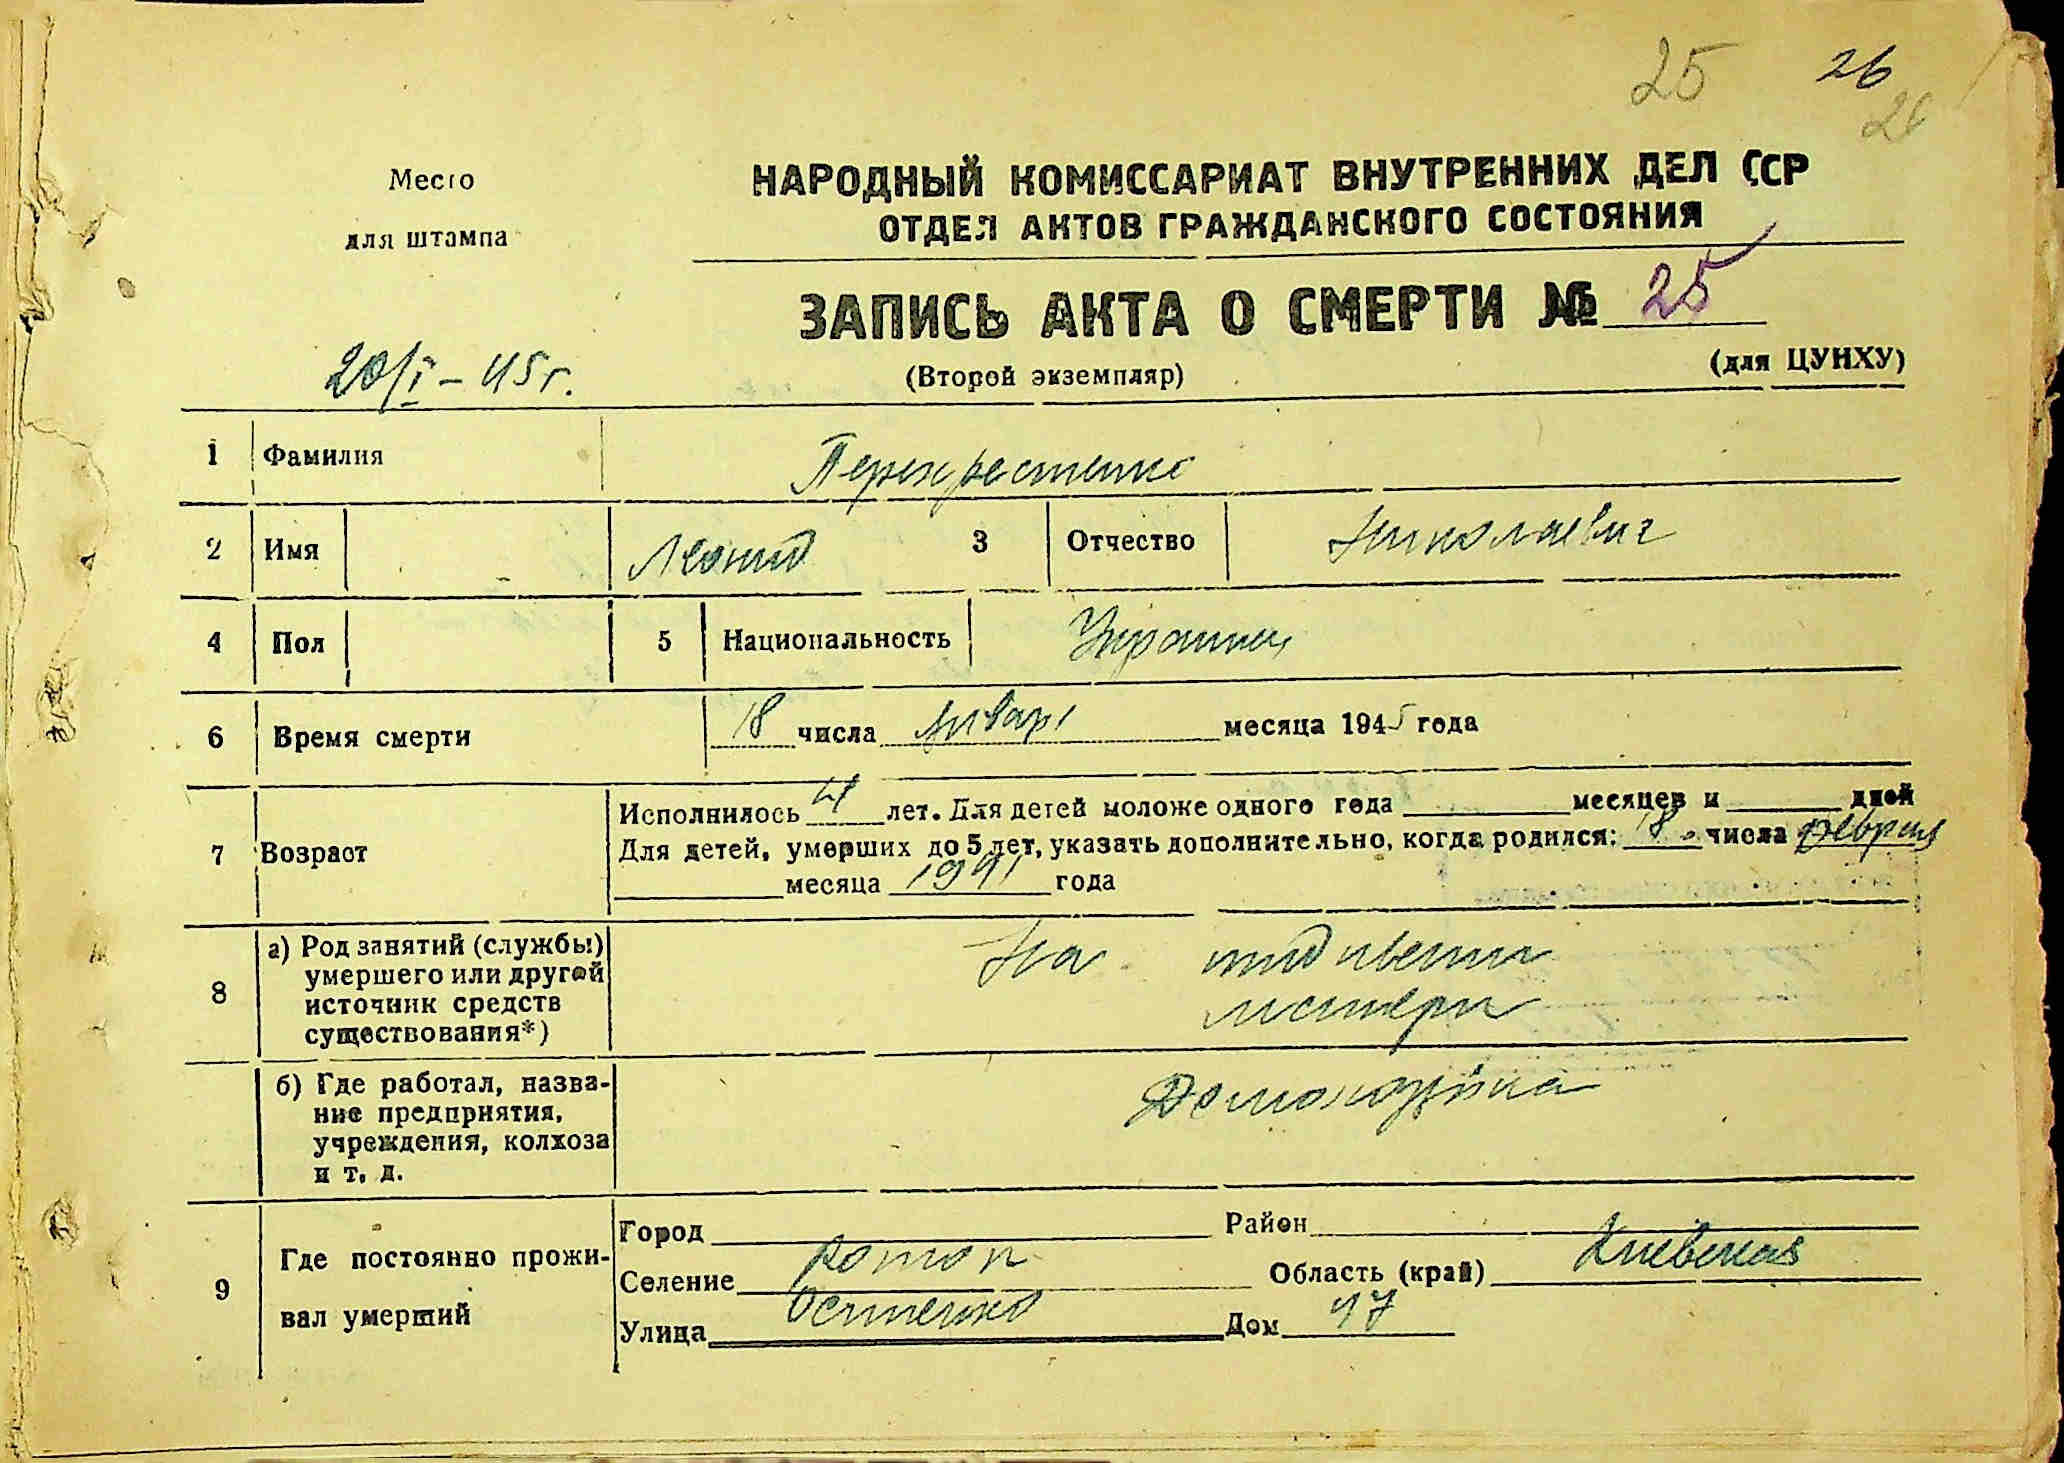 25 26
26
Место
для штампа
НАРОДНЫЙ КОМИССАРИАТ ВНУТРЕННИХ ДЕЛ ССР
ОТДЕЛ АКТОВ ГРАЖДАНСКОГО СОСТОЯНИЯ
ЗАПИСЬ АКТА О СМЕРТИ № 25
20/I - 45 г.
(Второй экземпляр)
(для ЦУНХУ)
1 Фамилия Перехрестенко
2 Имя Леонид 3 Отчество Николаевич
4 Пол 5 Национальность Украинец
6 Время смерти 18 числа января месяца 1945 года
7 Возраст
Исполнилось 4 лет. Для детей моложе одного года месяцев и дней
Для детей, умерших до 5 лет, указать дополнительно, когда родился: 18 числа февраля
месяца 1941 года
8 а) Род занятий (службы) умершего или другой источник средств существования*)
На иждивении
матери
б) Где работал, название предприятия, учреждения, колхоза и т. д.
Домохозяйка
9 Где постоянно проживал умерший
Город Район
Селение Область (край) Киевская
Улица Дом 47